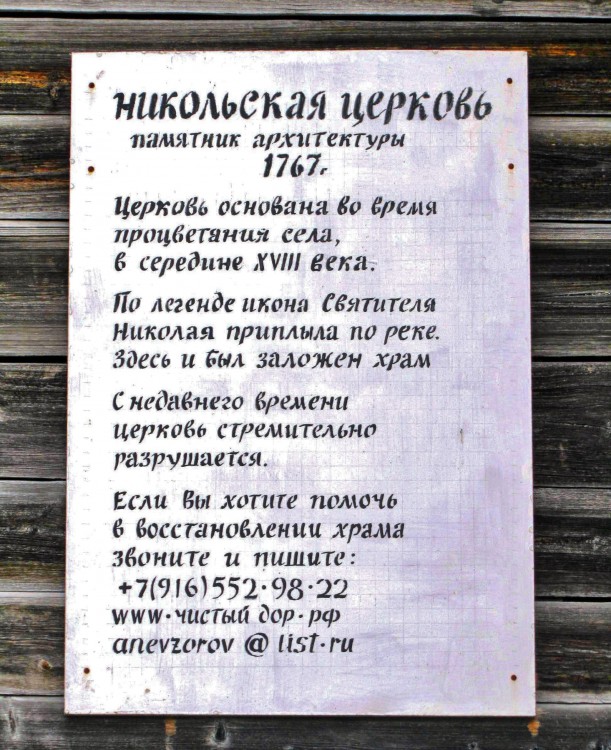 Никольская церковь
памятник архитектуры
1767г
Церковь основана во время
процветания села,
в середине XVIII века.
По легенде икона Святителя
Николая приплыла по реке.
Здесь и был заложен храм
С недавнего времени
церковь стремительно
разрушается.
Если Вы хотите помочь
в восстановлении храма
звоните и пишите:
+7(916)552·98·22
www·чистый дор·рф
anevzorov @ list·ru